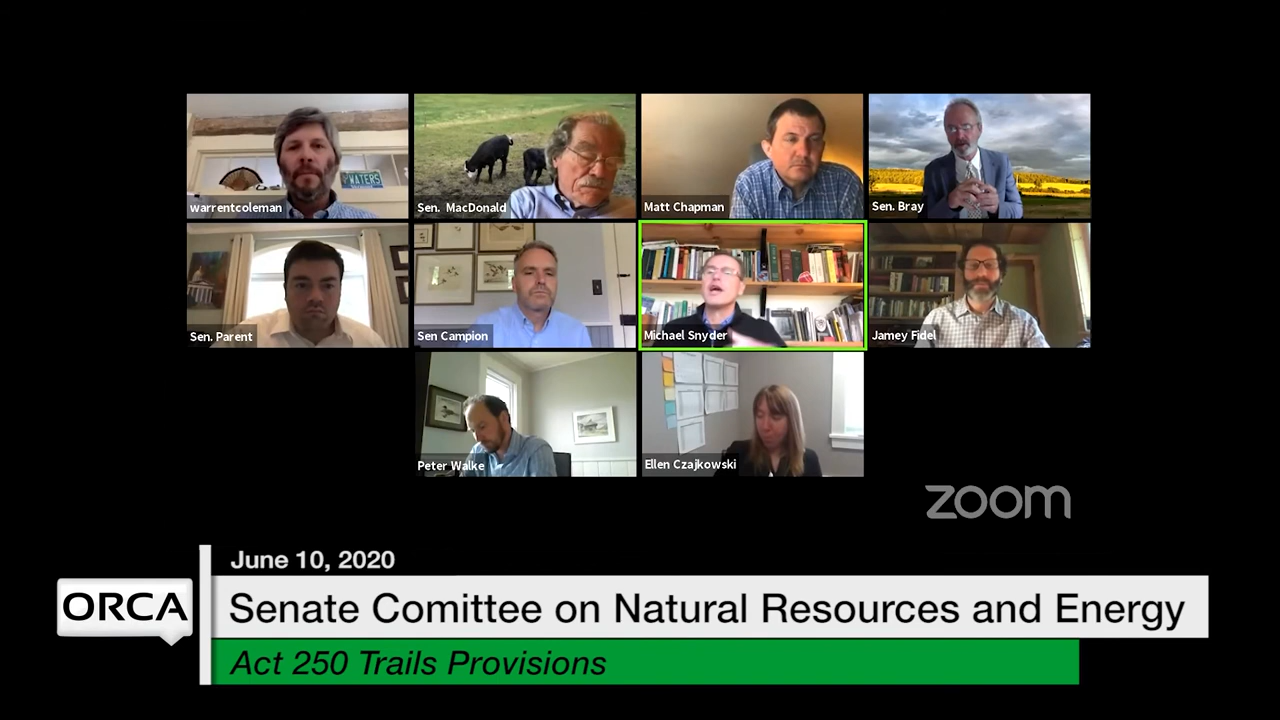 WATERS
warrentcoleman
Sen. MacDonald
Matt Chapman
Sen. Bray
Sen. Parent
Sen Campion
Michael Snyder
Jamey Fidel
Peter Walke
Ellen Czajkowski
zoom
June 10, 2020
ORCA
Senate Comittee on Natural Resources and Energy
Act 250 Trails Provisions